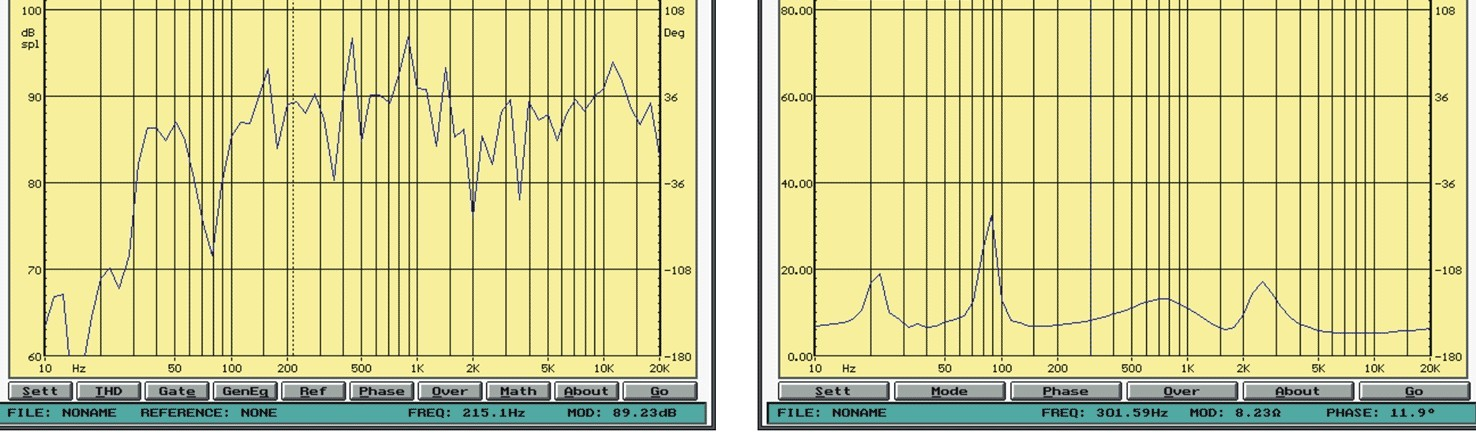 100 108
dB Deg
spl
90 36
80 -36
70 -108
60 -180
10 Hz 50 100 200 500 1K 2K 5K 10K 20K
Sett THD Gate GenEq Ref Phase Over Math About Go
FILE: NONAME REFERENCE: NONE FREQ: 215.1Hz MOD: 89.23dB
80.00 108
60.00 36
40.00 -36
20.00 -108
0.00 -180
10 Hz 50 100 200 500 1K 2K 5K 10K 20K
Sett Mode Phase Over About Go
FILE: NONAME FREQ: 301.59Hz MOD: 8.23Ω PHASE: 11.9°